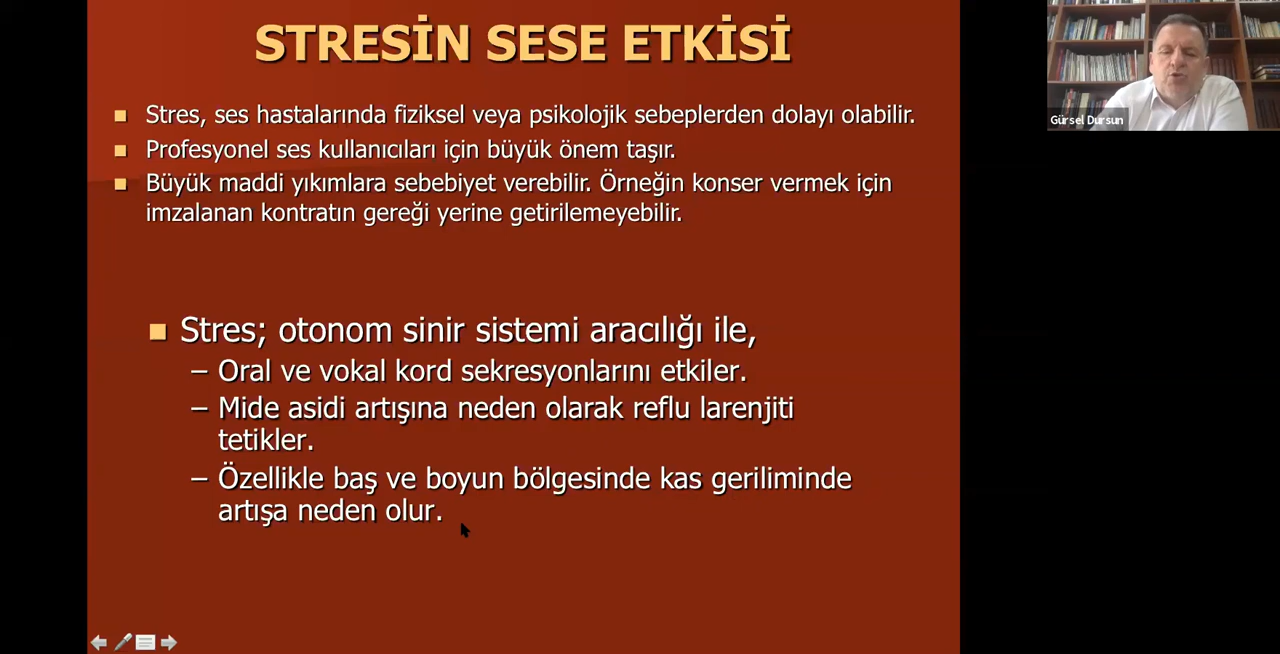 STRESİN SESE ETKİSİ
■ Stres, ses hastalarında fiziksel veya psikolojik sebeplerden dolayı olabilir.
■ Profesyonel ses kullanıcıları için büyük önem taşır.
■ Büyük maddi yıkımlara sebebiyet verebilir. Örneğin konser vermek için
imzalanan kontratın gereği yerine getirilemeyebilir.
■ Stres; otonom sinir sistemi aracılığı ile,
– Oral ve vokal kord sekresyonlarını etkiler.
– Mide asidi artışına neden olarak reflu larenjiti
tetikler.
– Özellikle baş ve boyun bölgesinde kas geriliminde
artışa neden olur.
Gürsel Dursun